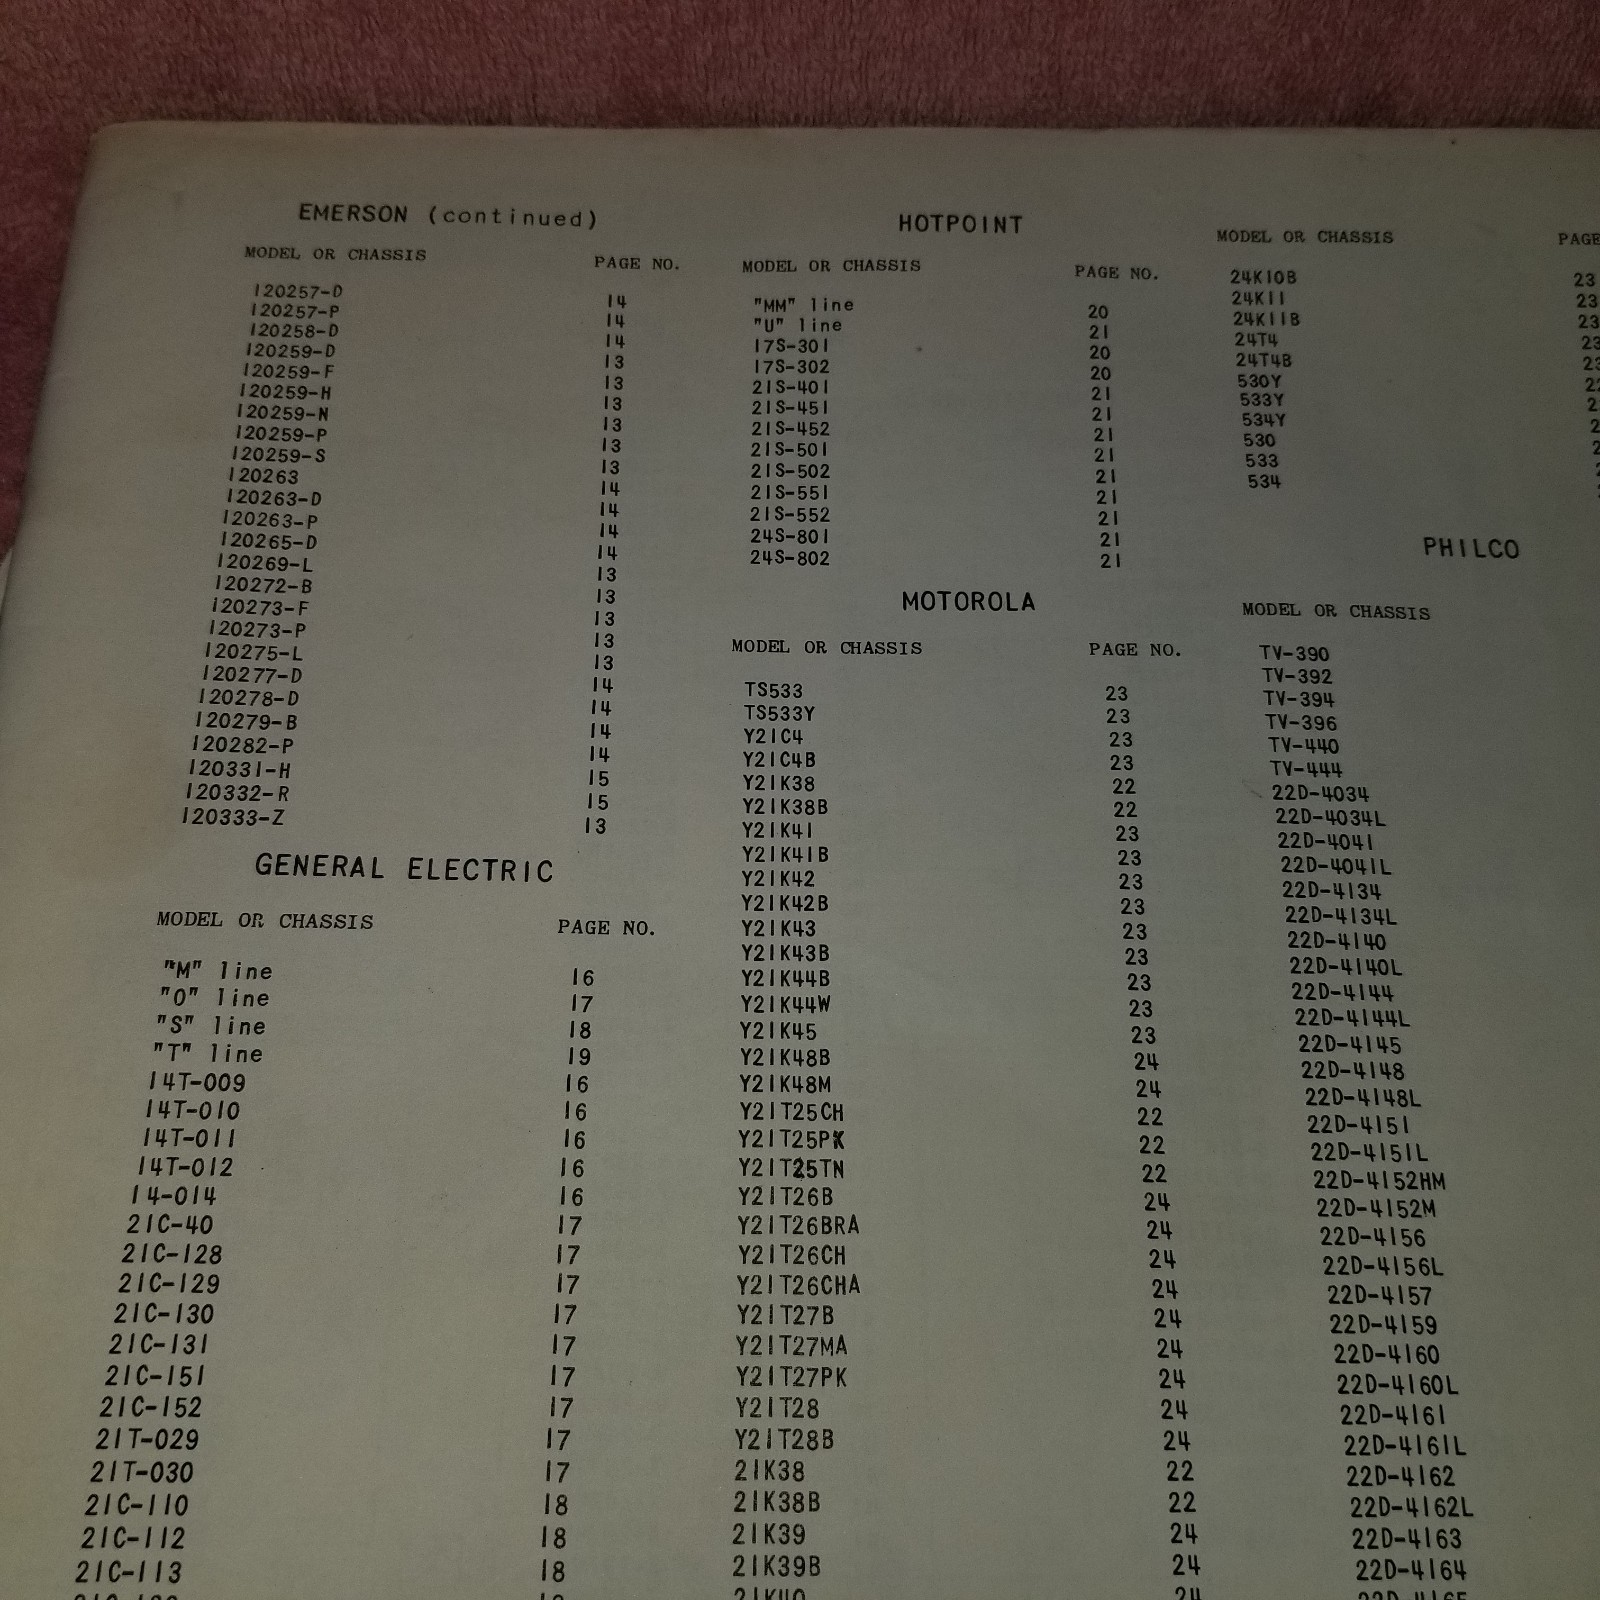 EMERSON (continued)
MODEL OR CHASSIS PAGE NO.
120257-D 14
120257-P 14
120258-D 14
120259-D 13
120259-F 13
120259-H 13
120259-N 13
120259-P 13
120259-S 13
120263 14
120263-D 14
120263-P 14
120265-D 14
120269-L 13
120272-B 13
120273-F 13
120273-P 13
120275-L 13
120277-D 14
120278-D 14
120279-B 14
120282-P 14
120331-H 15
120332-R 15
120333-Z 13
GENERAL ELECTRIC
MODEL OR CHASSIS PAGE NO.
"M" line 16
"O" line 17
"S" line 18
"T" line 19
14T-009 16
14T-010 16
14T-011 16
14T-012 16
14-014 16
21C-40 17
21C-128 17
21C-129 17
21C-130 17
21C-131 17
21C-151 17
21C-152 17
21T-029 17
21T-030 17
21C-110 18
21C-112 18
21C-113 18
HOTPOINT
MODEL OR CHASSIS PAGE NO.
"MM" line 20
"U" line 21
17S-301 20
17S-302 20
21S-401 21
21S-451 21
21S-452 21
21S-501 21
21S-502 21
21S-551 21
21S-552 21
24S-801 21
24S-802 21
MOTOROLA
MODEL OR CHASSIS PAGE NO.
TS533 23
TS533Y 23
Y21C4 23
Y21C4B 23
Y21K38 22
Y21K38B 22
Y21K41 23
Y21K41B 23
Y21K42 23
Y21K42B 23
Y21K43 23
Y21K43B 23
Y21K44B 23
Y21K44W 23
Y21K45 23
Y21K48B 24
Y21K48M 24
Y21T25CH 22
Y21T25PK 22
Y21T25TN 22
Y21T26B 24
Y21T26BRA 24
Y21T26CH 24
Y21T26CHA 24
Y21T27B 24
Y21T27MA 24
Y21T27PK 24
Y21T28 24
Y21T28B 24
21K38 22
21K38B 22
21K39 24
21K39B 24
21K40 24
MODEL OR CHASSIS PAGE
24K10B 23
24K11 23
24K11B 23
24T4 23
24T4B
530Y
533Y
534Y
530
533
534
PHILCO
MODEL OR CHASSIS
TV-390
TV-392
TV-394
TV-396
TV-440
TV-444
22D-4034
22D-4034L
22D-4041
22D-4041L
22D-4134
22D-4134L
22D-4140
22D-4140L
22D-4144
22D-4144L
22D-4145
22D-4148
22D-4148L
22D-4151
22D-4151L
22D-4152HM
22D-4152M
22D-4156
22D-4156L
22D-4157
22D-4159
22D-4160
22D-4160L
22D-4161
22D-4161L
22D-4162
22D-4162L
22D-4163
22D-4164